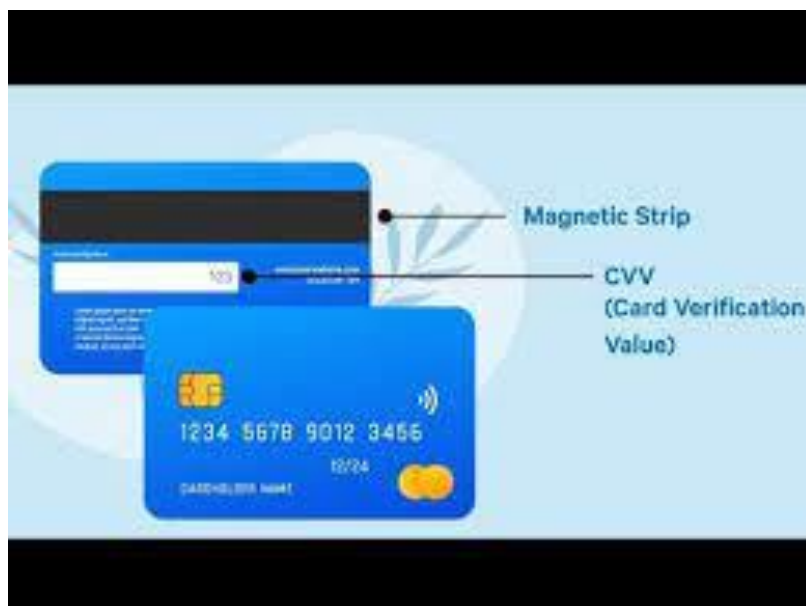 Magnetic Strip
123
CVV
(Card Verification
Value)
1234 5678 9012 3456
12/24
CARDHOLDER NAME